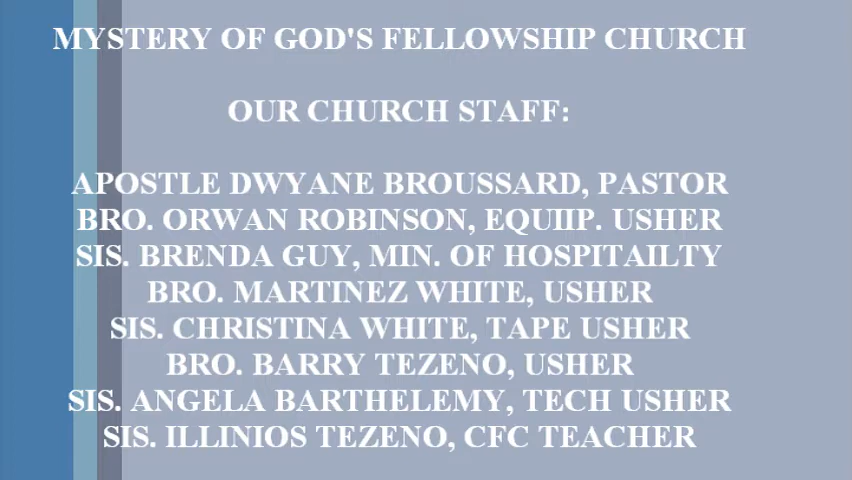 MYSTERY OF GOD'S FELLOWSHIP CHURCH
OUR CHURCH STAFF:
APOSTLE DWYANE BROUSSARD, PASTOR
BRO. ORWAN ROBINSON, EQUIIP. USHER
SIS. BRENDA GUY, MIN. OF HOSPITAILTY
BRO. MARTINEZ WHITE, USHER
SIS. CHRISTINA WHITE, TAPE USHER
BRO. BARRY TEZENO, USHER
SIS. ANGELA BARTHELEMY, TECH USHER
SIS. ILLINIOS TEZENO, CFC TEACHER